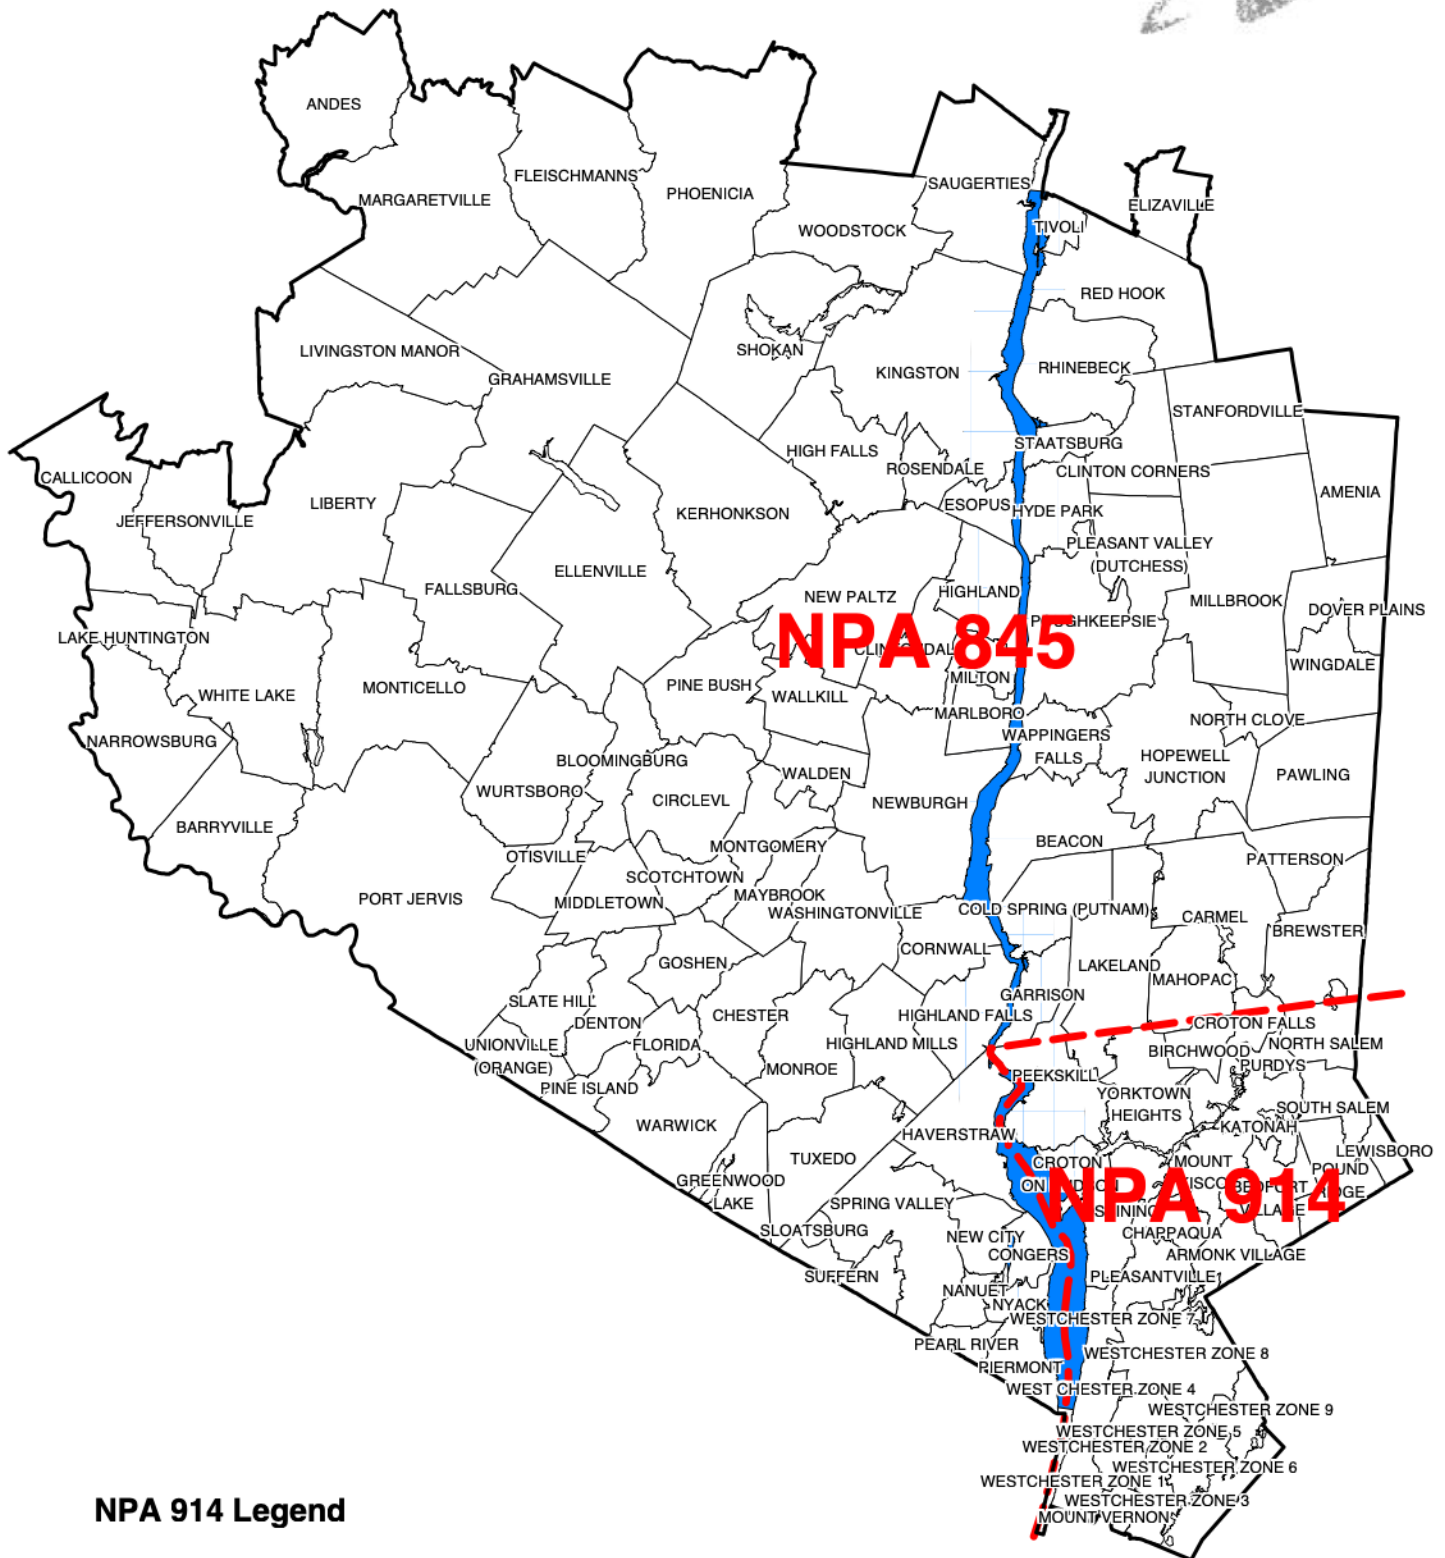 ANDES
FLEISCHMANNS
PHOENICIA
MARGARETVILLE
SAUGERTIES
ELIZAVILLE
WOODSTOCK
TIVOLI
RED HOOK
LIVINGSTON MANOR
SHOKAN
GRAHAMSVILLE
KINGSTON
RHINEBECK
STANFORDVILLE
STAATSBURG
HIGH FALLS
ROSENDALE
CLINTON CORNERS
CALLICOON
AMENIA
LIBERTY
ESOPUS
HYDE PARK
JEFFERSONVILLE
KERHONKSON
PLEASANT VALLEY
(DUTCHESS)
ELLENVILLE
FALLSBURG
HIGHLAND
NEW PALTZ
MILLBROOK
DOVER PLAINS
LAKE HUNTINGTON
NPA 845
WINGDALE
MILTON
PINE BUSH
MONTICELLO
WHITE LAKE
WALLKILL
MARLBORO
NORTH CLOVE
WAPPINGERS
FALLS
NARROWSBURG
BLOOMINGBURG
HOPEWELL
JUNCTION
WALDEN
PAWLING
WURTSBORO
CIRCLEVL
NEWBURGH
BARRYVILLE
BEACON
MONTGOMERY
OTISVILLE
PATTERSON
SCOTCHTOWN
MAYBROOK
PORT JERVIS
MIDDLETOWN
WASHINGTONVILLE
COLD SPRING (PUTNAM)
CARMEL
BREWSTER
CORNWALL
GOSHEN
LAKELAND
MAHOPAC
GARRISON
SLATE HILL
CHESTER
HIGHLAND FALLS
DENTON
CROTON FALLS
UNIONVILLE
(ORANGE)
FLORIDA
HIGHLAND MILLS
NORTH SALEM
BIRCHWOOD
PURDYS
MONROE
PEEKSKILL
PINE ISLAND
YORKTOWN
HEIGHTS
SOUTH SALEM
WARWICK
KATONAH
HAVERSTRAW
LEWISBORO
TUXEDO
CROTON
MOUNT
POUND
RIDGE
GREENWOOD
LAKE
ON
NPA 914
SPRING VALLEY
VILLAGE
SLOATSBURG
NEW CITY
CHAPPAQUA
CONGERS
ARMONK VILLAGE
SUFFERN
PLEASANTVILLE
NANUET
NYACK
WESTCHESTER ZONE 7
PEARL RIVER
WESTCHESTER ZONE 8
PIERMONT
WEST CHESTER ZONE 4
WESTCHESTER ZONE 9
WESTCHESTER ZONE 5
WESTCHESTER ZONE 2
WESTCHESTER ZONE 6
WESTCHESTER ZONE 1
WESTCHESTER ZONE 3
MOUNT VERNON
NPA 914 Legend